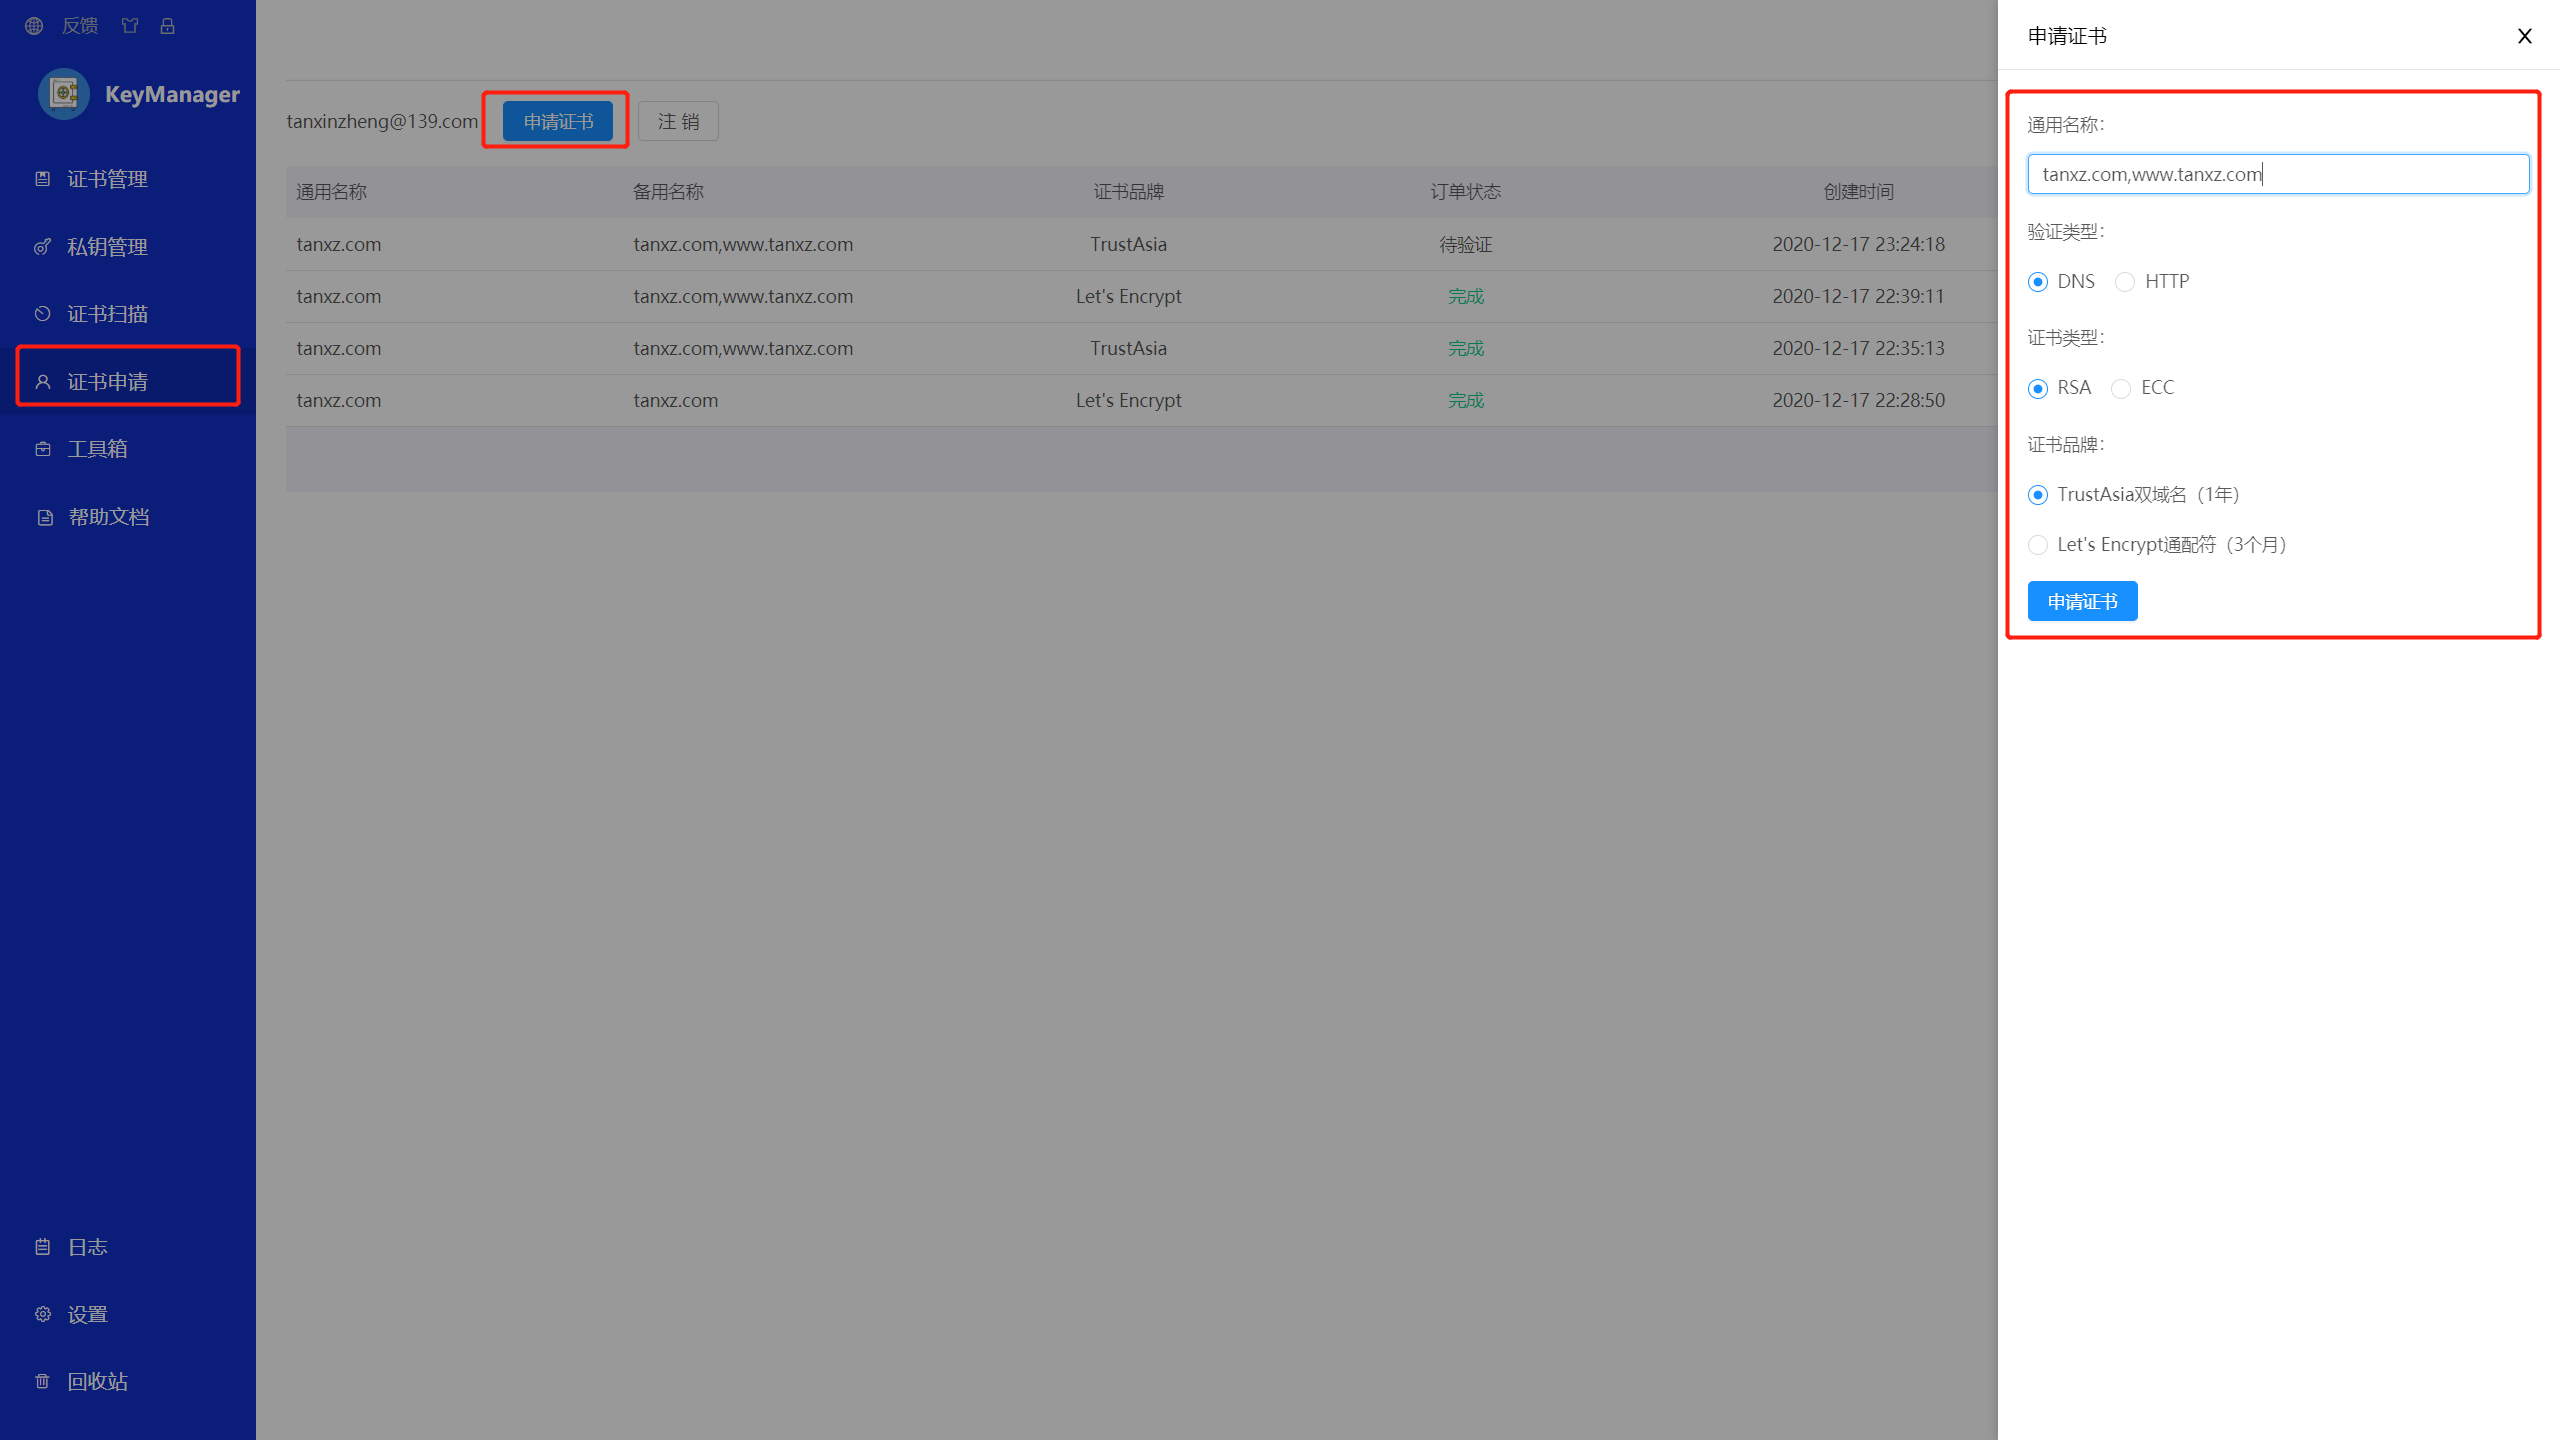 反馈
KeyManager
证书管理
私钥管理
证书扫描
证书申请
工具箱
帮助文档
日志
设置
回收站
tanxinzheng@139.com 申请证书 注 销
通用名称 备用名称 证书品牌 订单状态 创建时间
tanxz.com tanxz.com,www.tanxz.com TrustAsia 待验证 2020-12-17 23:24:18
tanxz.com tanxz.com,www.tanxz.com Let's Encrypt 完成 2020-12-17 22:39:11
tanxz.com tanxz.com,www.tanxz.com TrustAsia 完成 2020-12-17 22:35:13
tanxz.com tanxz.com Let's Encrypt 完成 2020-12-17 22:28:50
申请证书 X
通用名称：
tanxz.com,www.tanxz.com
验证类型：
DNS HTTP
证书类型：
RSA ECC
证书品牌：
TrustAsia双域名（1年）
Let's Encrypt通配符（3个月）
申请证书